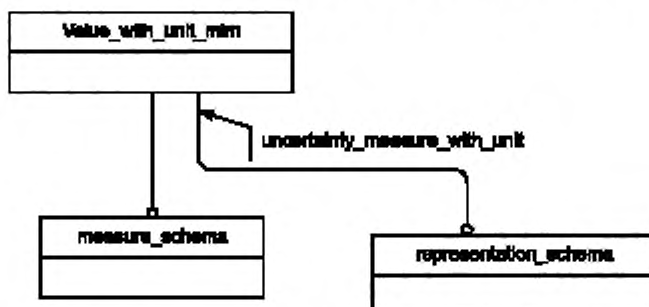 Value_with_unit_mim
uncertainty_measure_with_unit
measure_schema
representation_schema